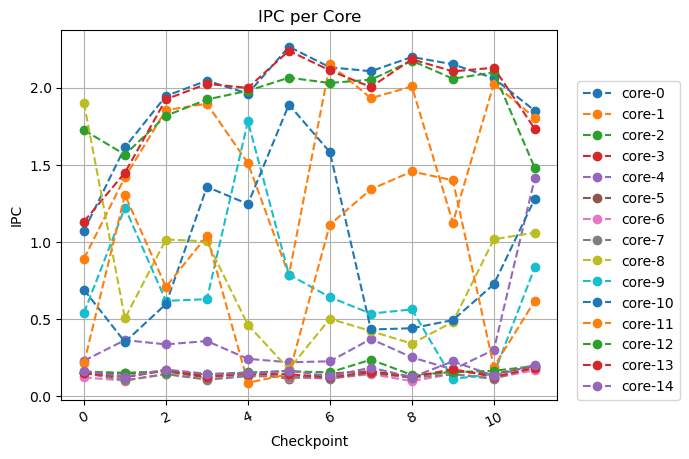 IPC per Core
IPC
2.0
1.5
1.0
0.5
0.0
0
2
4
6
8
10
Checkpoint
core-0
core-1
core-2
core-3
core-4
core-5
core-6
core-7
core-8
core-9
core-10
core-11
core-12
core-13
core-14